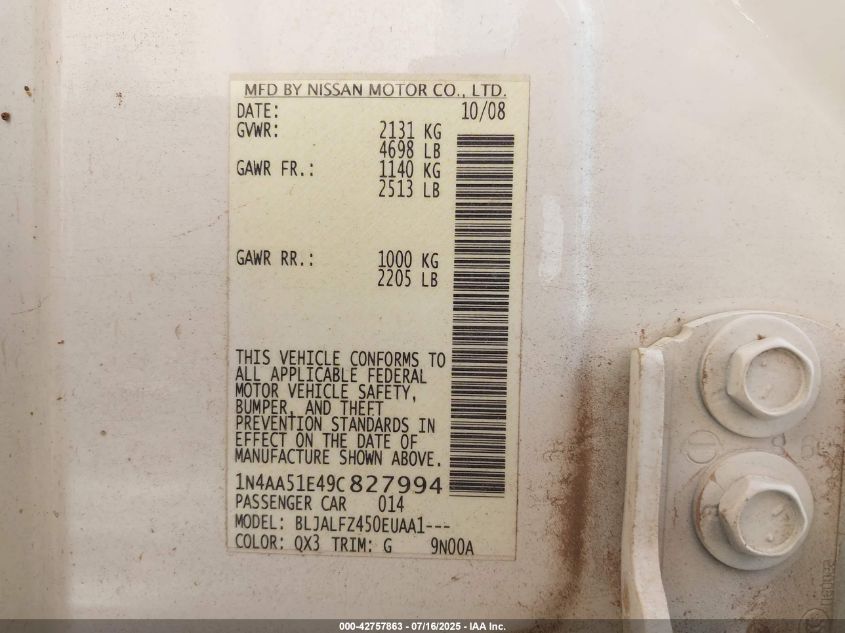 MFD BY NISSAN MOTOR CO., LTD.
DATE: 10/08
GVWR: 2131 KG
4698 LB
GAWR FR.: 1140 KG
2513 LB
GAWR RR.: 1000 KG
2205 LB
THIS VEHICLE CONFORMS TO
ALL APPLICABLE FEDERAL
MOTOR VEHICLE SAFETY,
BUMPER, AND THEFT
PREVENTION STANDARDS IN
EFFECT ON THE DATE OF
MANUFACTURE SHOWN ABOVE.
1N4AA51E49C827994
PASSENGER CAR 014
MODEL: BLJALFZ450EUAA1---
COLOR: QX3 TRIM: G 9N00A
000-42757863 - 07/16/2025 - IAA Inc.